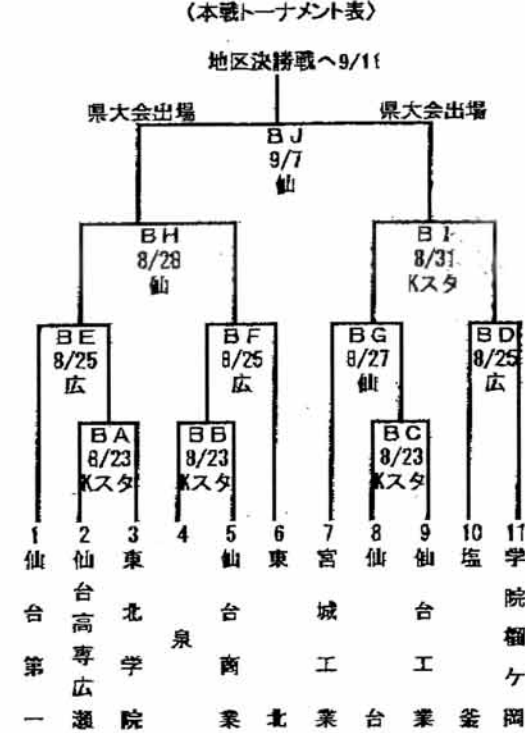 〈本戦トーナメント表〉
地区決勝戦へ9/11
県大会出場
県大会出場
BJ
9/7
仙
BH
8/28
仙
BI
8/31
Kスタ
BE
8/25
広
BF
8/25
広
BG
8/27
仙
BD
8/25
広
BA
8/23
Kスタ
BB
8/23
Kスタ
BC
8/23
Kスタ
1 仙台第一
2 仙台高専広瀬
3 東北学院
4 泉
5 仙台商業
6 東北
7 宮城工業
8 仙台
9 仙台工業
10 塩釜
11 学院榴ケ岡